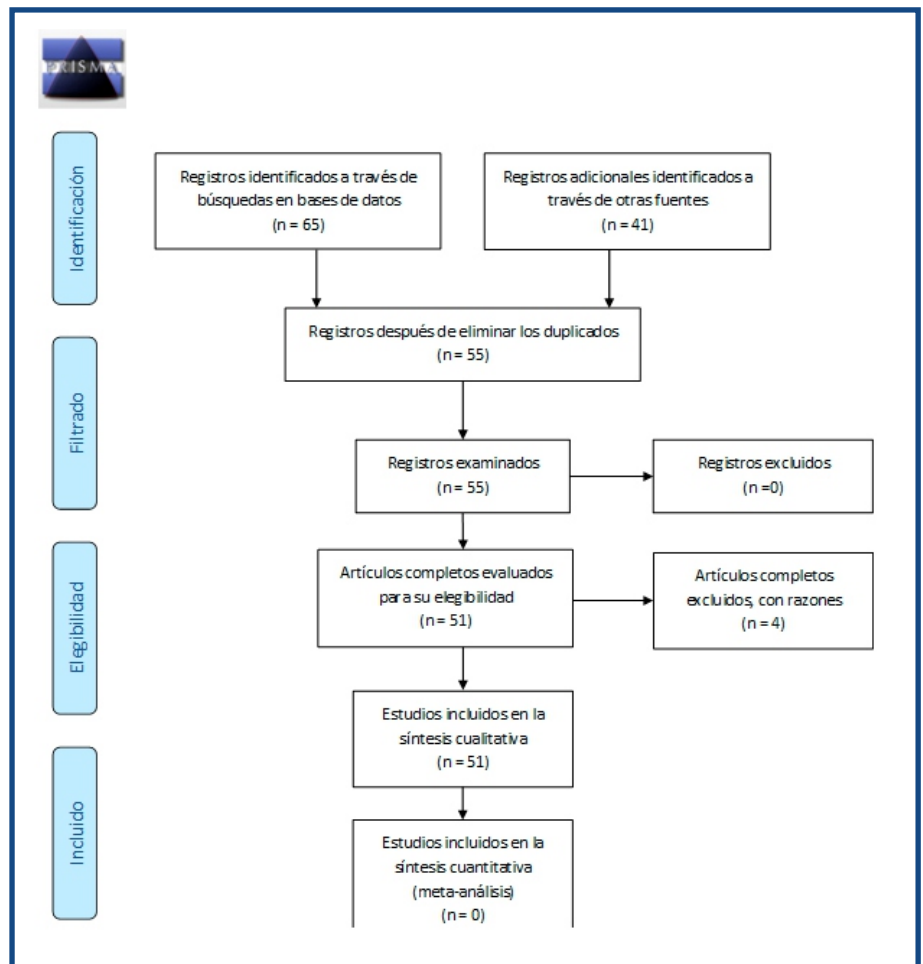 PRISMA
Identificación
Registros identificados a través de
búsquedas en bases de datos
(n = 65)
Registros adicionales identificados a
través de otras fuentes
(n = 41)
Registros después de eliminar los duplicados
(n = 55)
Filtrado
Registros examinados
(n = 55)
Registros excluidos
(n =0)
Elegibilidad
Artículos completos evaluados
para su elegibilidad
(n = 51)
Artículos completos
excluidos, con razones
(n = 4)
Estudios incluidos en la
síntesis cualitativa
(n = 51)
Incluido
Estudios incluidos en la
síntesis cuantitativa
(meta-análisis)
(n = 0)